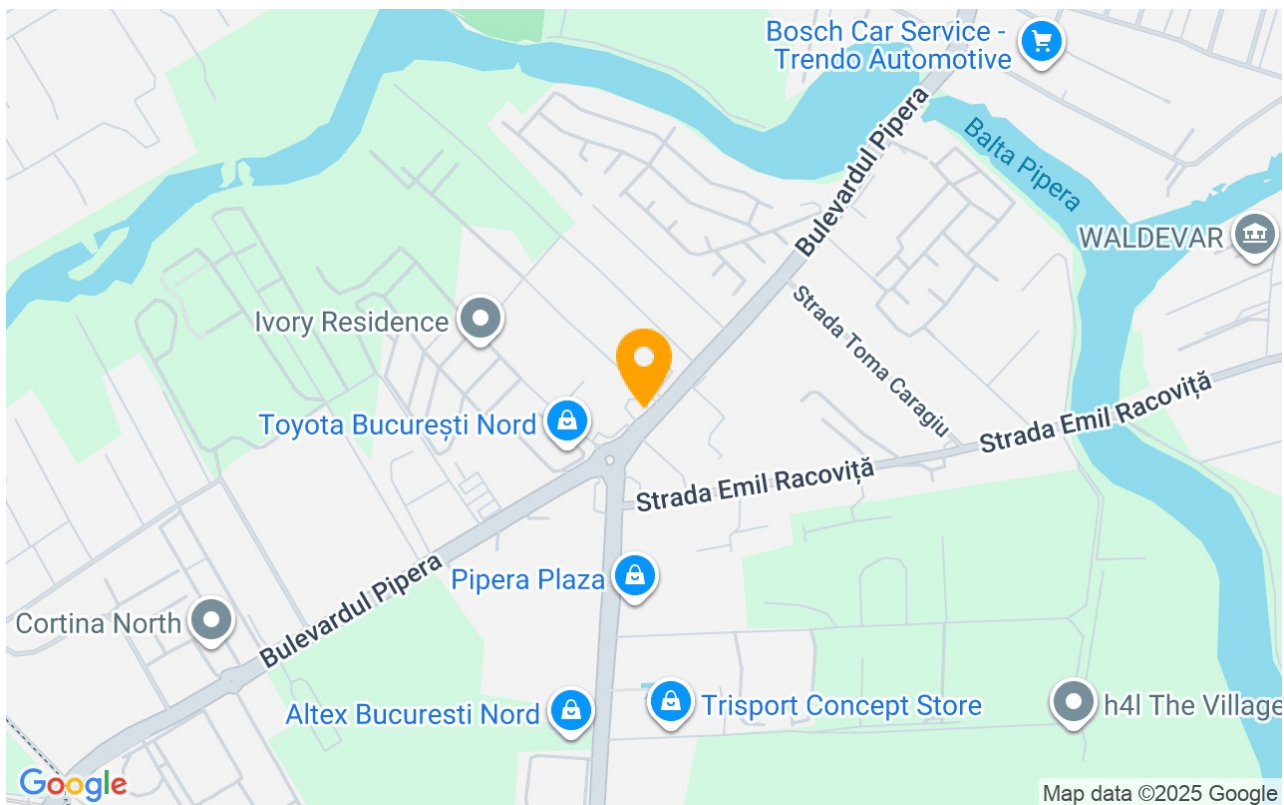 Bosch Car Service -
Trendo Automotive
Bulevardul Pipera
Balta Pipera
WALDEVAR
Strada Toma Caragiu
Ivory Residence
Toyota București Nord
Strada Emil Racoviță
Strada Emil Racoviță
Pipera Plaza
Bulevardul Pipera
Cortina North
Altex Bucuresti Nord
Trisport Concept Store
h4l The Village
Google
Map data ©2025 Google